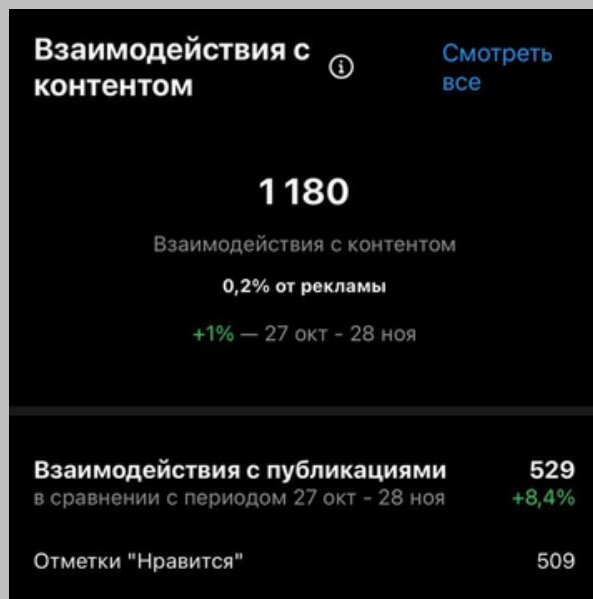 Взаимодействия с
контентом
Смотреть
все
1 180
Взаимодействия с контентом
0,2% от рекламы
+1% — 27 окт - 28 ноя
Взаимодействия с публикациями 529
в сравнении с периодом 27 окт - 28 ноя +8,4%
Отметки "Нравится" 509